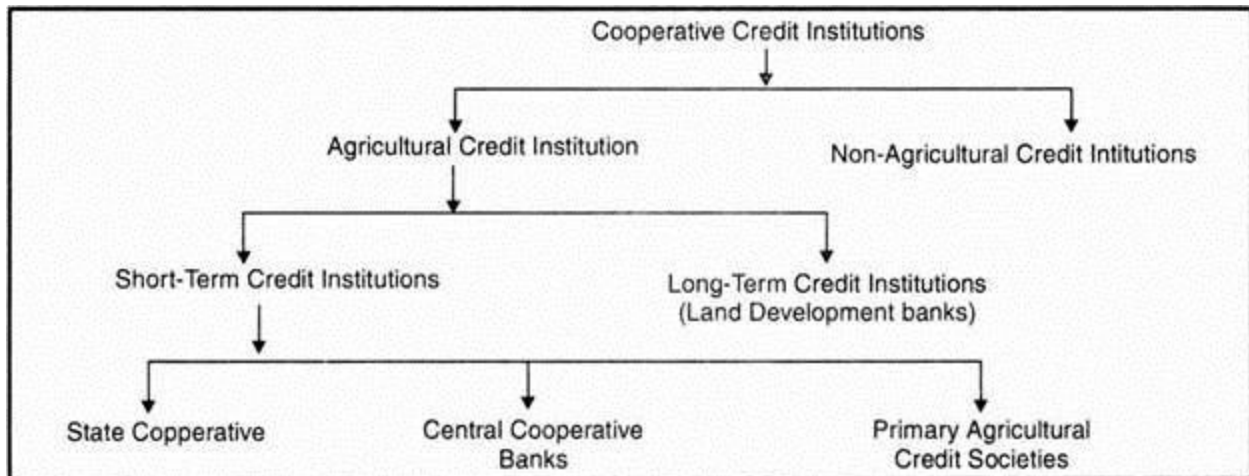 Cooperative Credit Institutions
Agricultural Credit Institution
Non-Agricultural Credit Intitutions
Short-Term Credit Institutions
Long-Term Credit Institutions
(Land Development banks)
State Copperative
Central Cooperative
Banks
Primary Agricultural
Credit Societies